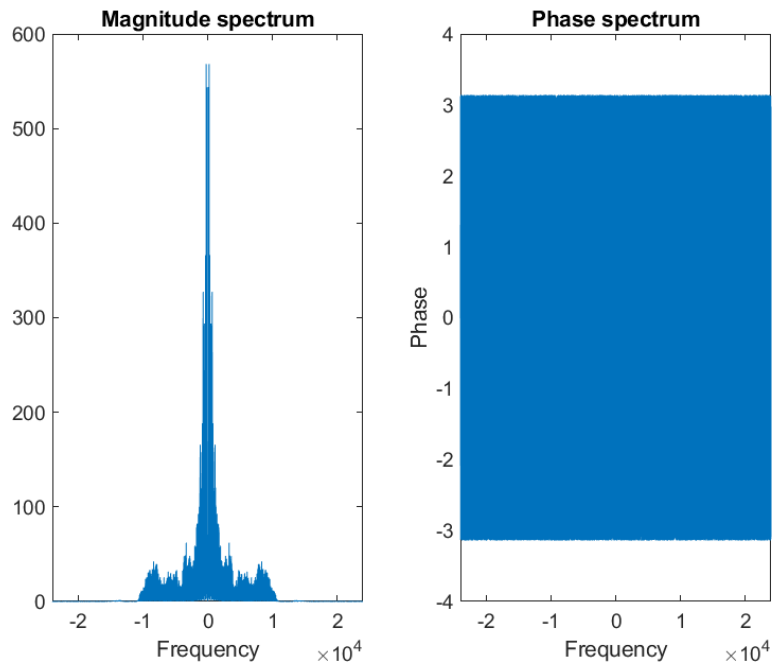 Magnitude spectrum
600
500
400
300
200
100
0
-2 -1 0 1 2
Frequency ×10⁴
Phase spectrum
4
3
2
1
0
-1
-2
-3
-4
Phase
-2 -1 0 1 2
Frequency ×10⁴